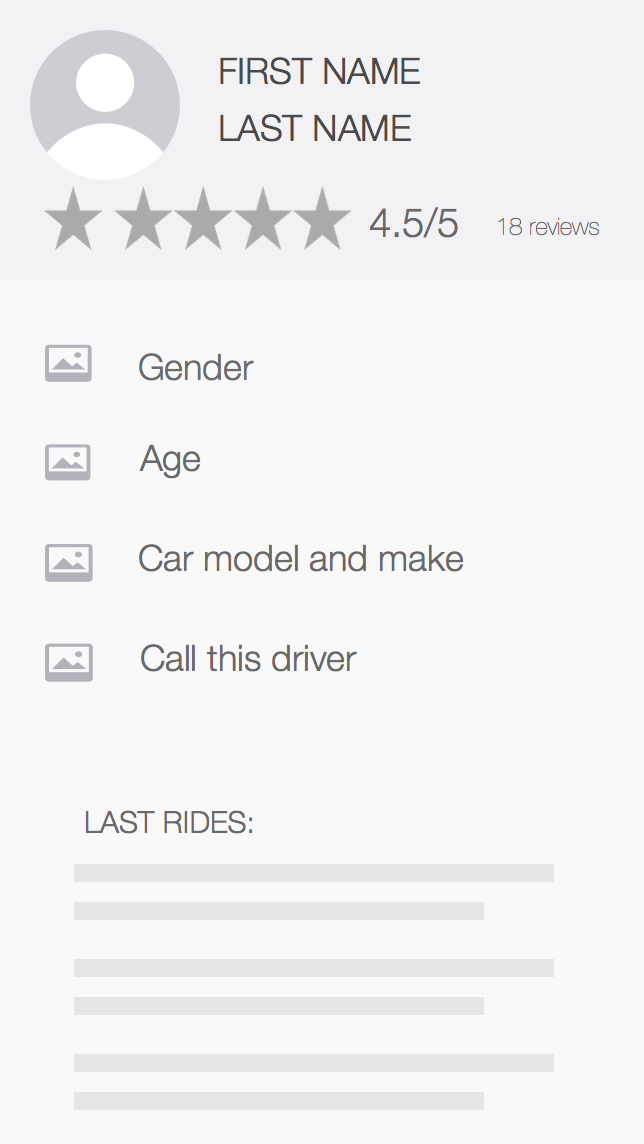 FIRST NAME
LAST NAME
4.5/5 18 reviews
Gender
Age
Car model and make
Call this driver
LAST RIDES: